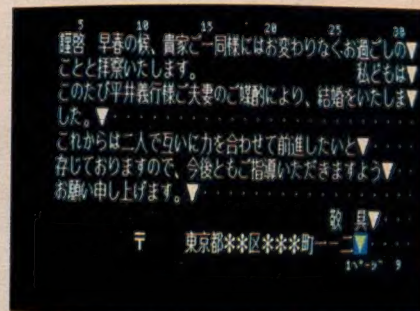 5 10 15 20 25 30
謹啓 早春の候、貴家ご一同様にはお変わりなくお過ごしの▼
ことと拝察いたします。 私どもは▼
このたび平井義行様ご夫妻のご媒酌により、結婚をいたしま▼
した。▼
これからは二人で互いに力を合わせて前進したいと▼
存じておりますので、今後ともご指導いただきますよう▼
お願い申し上げます。▼
敬 具▼
〒 東京都**区***町一一二▼
1ページ 9